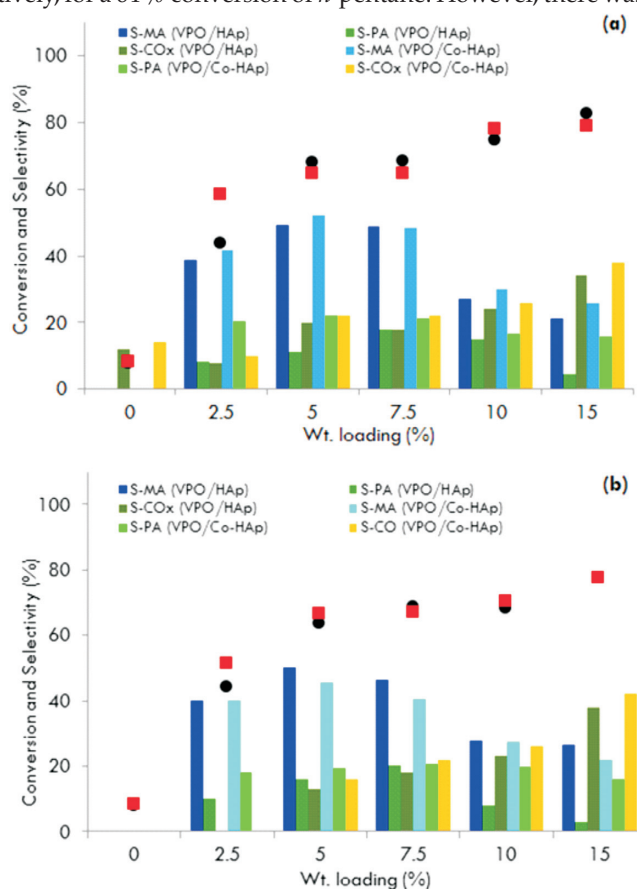 tively, for a 61% conversion of n-pentane. However, there was
(a)
S-MA (VPO/HAp) S-PA (VPO/HAp)
S-COx (VPO/HAp) S-MA (VPO/Co-HAp)
S-PA (VPO/Co-HAp) S-COx (VPO/Co-HAp)
Conversion and Selectivity (%)
100
80
60
40
20
0
0 2.5 5 7.5 10 15
Wt. loading (%)
(b)
S-MA (VPO/HAp) S-PA (VPO/HAp)
S-COx (VPO/HAp) S-MA (VPO/Co-HAp)
S-PA (VPO/Co-HAp) S-CO (VPO/Co-HAp)
Conversion and Selectivity (%)
100
80
60
40
20
0
0 2.5 5 7.5 10 15
Wt. loading (%)